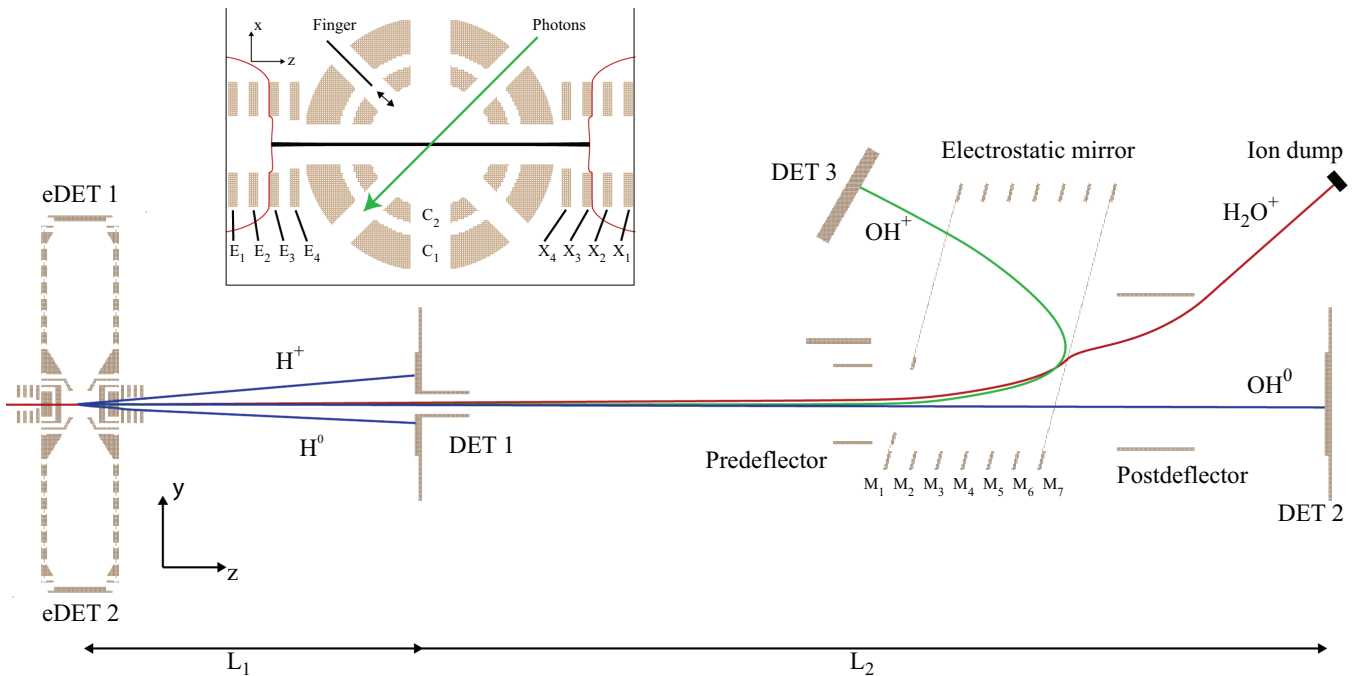 x
z
Finger
Photons
C₂
C₁
E₁ E₂ E₃ E₄
X₄ X₃ X₂ X₁
eDET 1
DET 3
Electrostatic mirror
Ion dump
H₂O⁺
OH⁺
H⁺
H⁰
DET 1
OH⁰
Predeflector
M₁ M₂ M₃ M₄ M₅ M₆ M₇
Postdeflector
DET 2
y
z
eDET 2
L₁
L₂